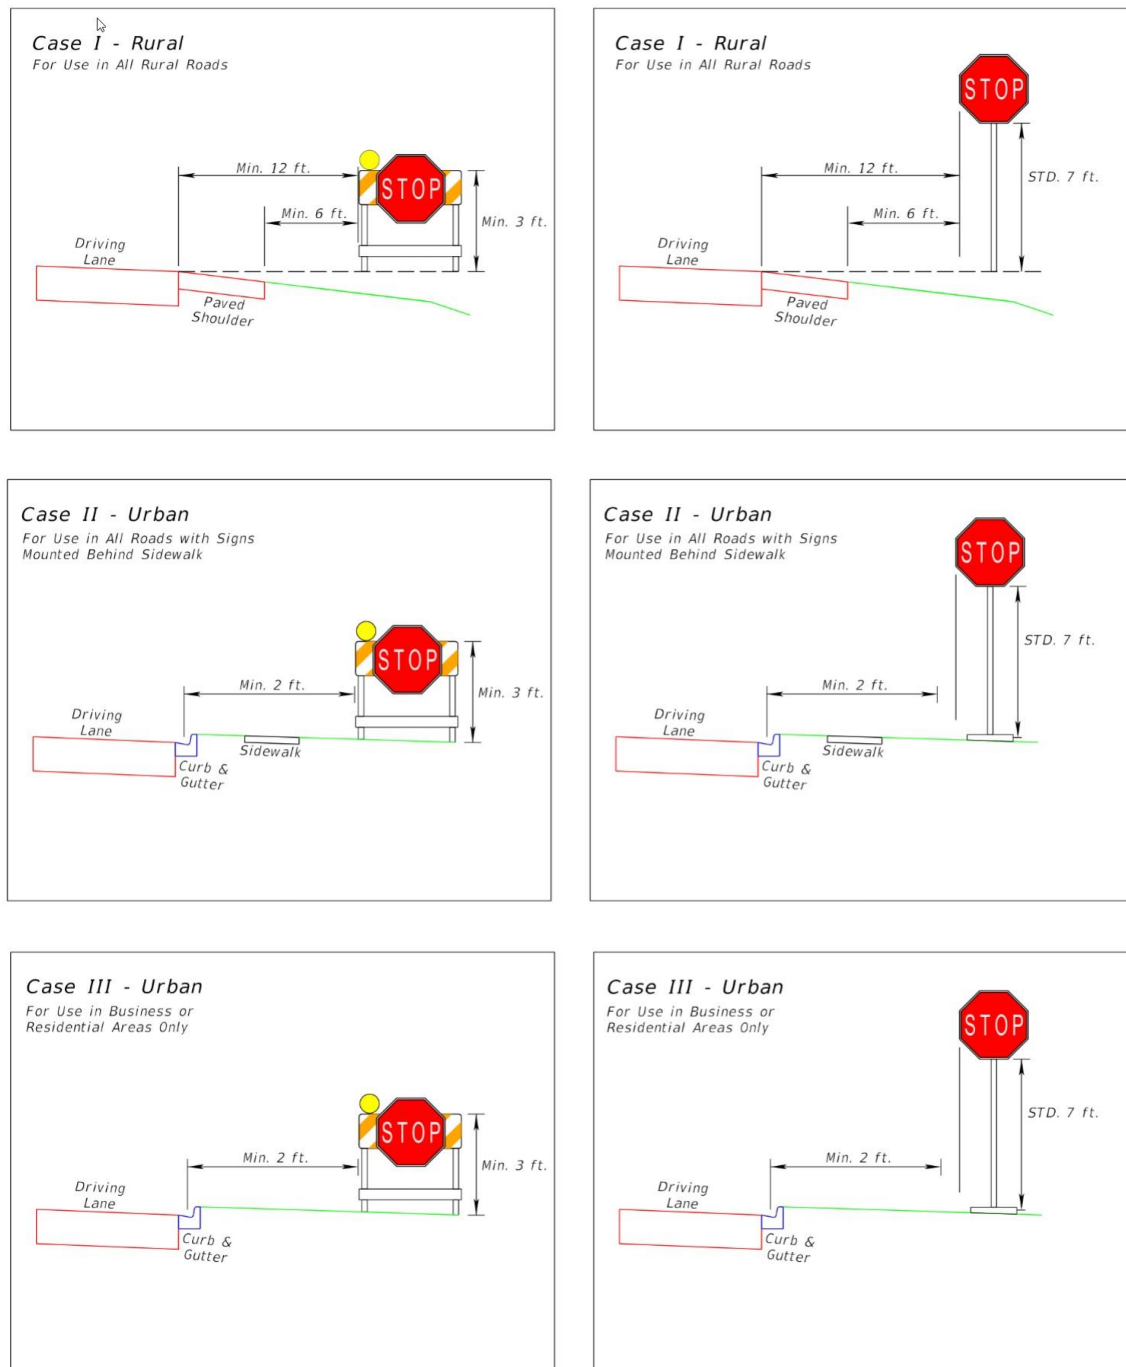 Case I - Rural
For Use in All Rural Roads
STOP
Min. 12 ft.
Min. 6 ft.
Min. 3 ft.
Driving
Lane
Paved
Shoulder
Case I - Rural
For Use in All Rural Roads
STOP
Min. 12 ft.
STD. 7 ft.
Min. 6 ft.
Driving
Lane
Paved
Shoulder
Case II - Urban
For Use in All Roads with Signs
Mounted Behind Sidewalk
STOP
Min. 2 ft.
Min. 3 ft.
Driving
Lane
Sidewalk
Curb &
Gutter
Case II - Urban
For Use in All Roads with Signs
Mounted Behind Sidewalk
STOP
STD. 7 ft.
Min. 2 ft.
Driving
Lane
Sidewalk
Curb &
Gutter
Case III - Urban
For Use in Business or
Residential Areas Only
STOP
Min. 2 ft.
Min. 3 ft.
Driving
Lane
Curb &
Gutter
Case III - Urban
For Use in Business or
Residential Areas Only
STOP
STD. 7 ft.
Min. 2 ft.
Driving
Lane
Curb &
Gutter